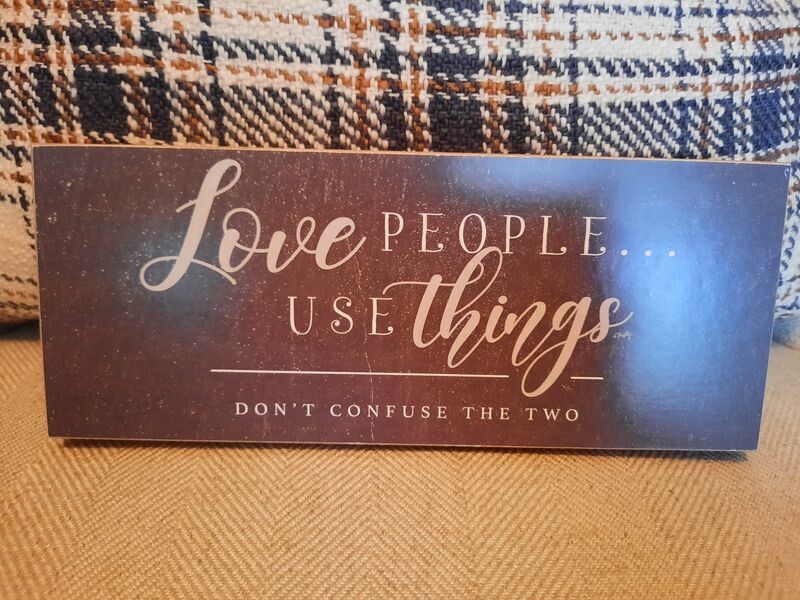 Love PEOPLE...
USE things
DON'T CONFUSE THE TWO